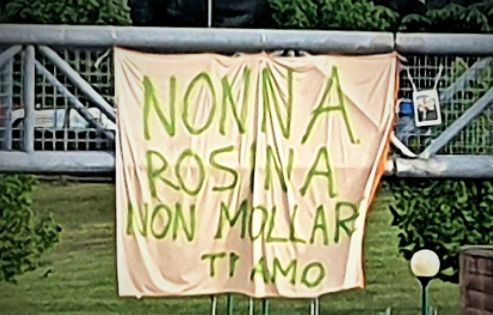 NONNA
ROSINA
NON MOLLAR
TI AMO